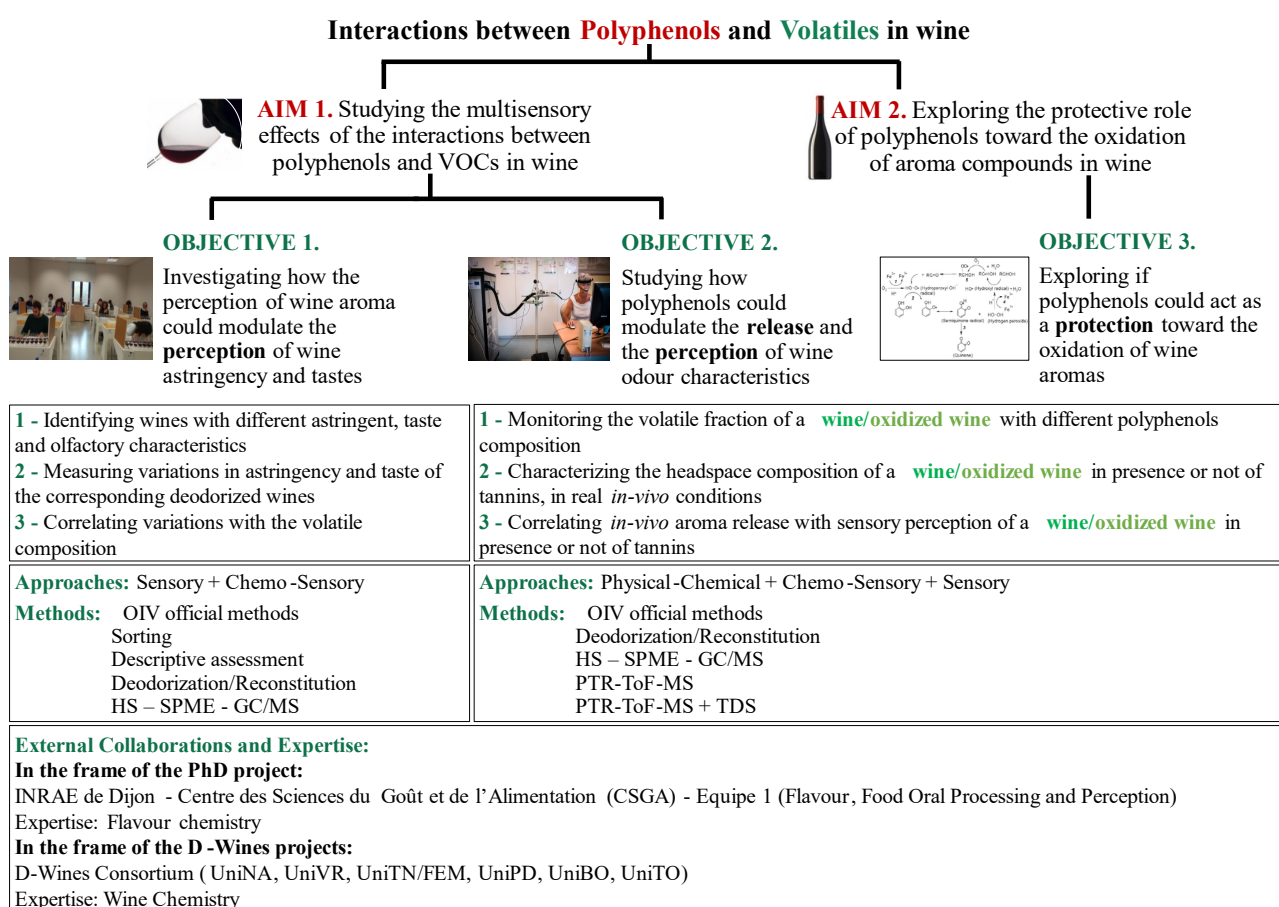 Interactions between Polyphenols and Volatiles in wine
AIM 1. Studying the multisensory
effects of the interactions between
polyphenols and VOCs in wine
AIM 2. Exploring the protective role
of polyphenols toward the oxidation
of aroma compounds in wine
OBJECTIVE 1.
Investigating how the
perception of wine aroma
could modulate the
perception of wine
astringency and tastes
OBJECTIVE 2.
Studying how
polyphenols could
modulate the release and
the perception of wine
odour characteristics
OBJECTIVE 3.
Exploring if
polyphenols could act as
a protection toward the
oxidation of wine
aromas
1 - Identifying wines with different astringent, taste
and olfactory characteristics
2 - Measuring variations in astringency and taste of
the corresponding deodorized wines
3 - Correlating variations with the volatile
composition
1 - Monitoring the volatile fraction of a wine/oxidized wine with different polyphenols
composition
2 - Characterizing the headspace composition of a wine/oxidized wine in presence or not of
tannins, in real in-vivo conditions
3 - Correlating in-vivo aroma release with sensory perception of a wine/oxidized wine in
presence or not of tannins
Approaches: Sensory + Chemo -Sensory
Methods: OIV official methods
Sorting
Descriptive assessment
Deodorization/Reconstitution
HS – SPME - GC/MS
Approaches: Physical -Chemical + Chemo -Sensory + Sensory
Methods: OIV official methods
Deodorization/Reconstitution
HS – SPME - GC/MS
PTR-ToF-MS
PTR-ToF-MS + TDS
External Collaborations and Expertise:
In the frame of the PhD project:
INRAE de Dijon - Centre des Sciences du Goût et de l'Alimentation (CSGA) - Equipe 1 (Flavour, Food Oral Processing and Perception)
Expertise: Flavour chemistry
In the frame of the D -Wines projects:
D-Wines Consortium ( UniNA, UniVR, UniTN/FEM, UniPD, UniBO, UniTO)
Expertise: Wine Chemistry